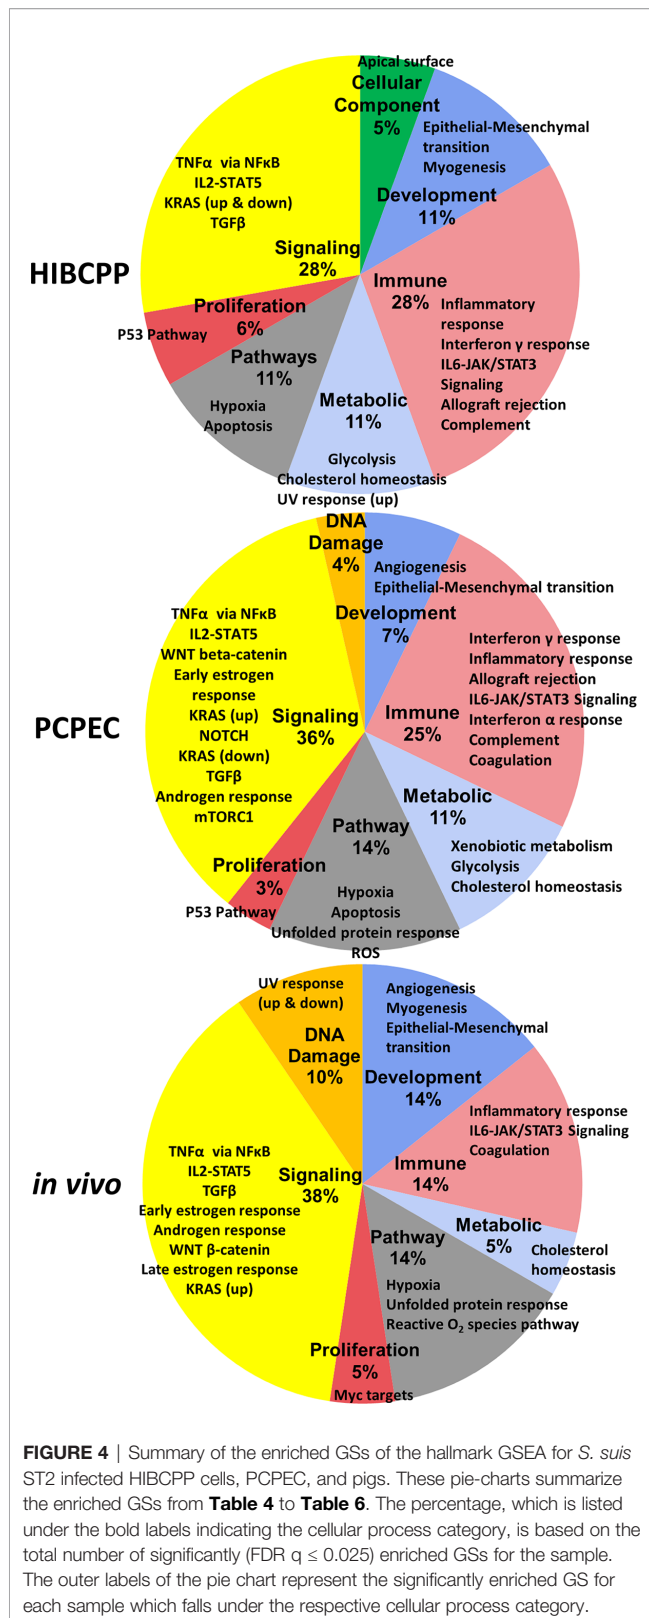 Apical surface
Cellular
Component
5%
Epithelial-Mesenchymal
transition
Myogenesis
Development
11%
TNFα via NFκB
IL2-STAT5
KRAS (up & down)
TGFβ
Signaling
28%
HIBCPP
Immune
28%
Inflammatory
response
Interferon γ response
IL6-JAK/STAT3
Signaling
Allograft rejection
Complement
Proliferation
6%
P53 Pathway
Pathways
11%
Hypoxia
Apoptosis
Metabolic
11%
Glycolysis
Cholesterol homeostasis
UV response (up)
DNA
Damage
4%
Angiogenesis
Epithelial-Mesenchymal transition
Development
7%
TNFα via NFκB
IL2-STAT5
WNT beta-catenin
Early estrogen
response
KRAS (up)
NOTCH
KRAS (down)
TGFβ
Androgen response
mTORC1
Signaling
36%
PCPEC
Immune
25%
Interferon γ response
Inflammatory response
Allograft rejection
IL6-JAK/STAT3 Signaling
Interferon α response
Complement
Coagulation
Metabolic
11%
Xenobiotic metabolism
Glycolysis
Cholesterol homeostasis
Pathway
14%
Hypoxia
Apoptosis
Unfolded protein response
ROS
Proliferation
3%
P53 Pathway
UV response
(up & down)
DNA
Damage
10%
Angiogenesis
Myogenesis
Epithelial-Mesenchymal
transition
Development
14%
Inflammatory response
IL6-JAK/STAT3 Signaling
Coagulation
Immune
14%
TNFα via NFκB
IL2-STAT5
TGFβ
Early estrogen response
Androgen response
WNT β-catenin
Late estrogen response
KRAS (up)
Signaling
38%
in vivo
Metabolic
5%
Cholesterol
homeostasis
Pathway
14%
Hypoxia
Unfolded protein response
Reactive O₂ species pathway
Proliferation
5%
Myc targets
FIGURE 4 | Summary of the enriched GSs of the hallmark GSEA for S. suis
ST2 infected HIBCPP cells, PCPEC, and pigs. These pie-charts summarize
the enriched GSs from Table 4 to Table 6. The percentage, which is listed
under the bold labels indicating the cellular process category, is based on the
total number of significantly (FDR q ≤ 0.025) enriched GSs for the sample.
The outer labels of the pie chart represent the significantly enriched GS for
each sample which falls under the respective cellular process category.